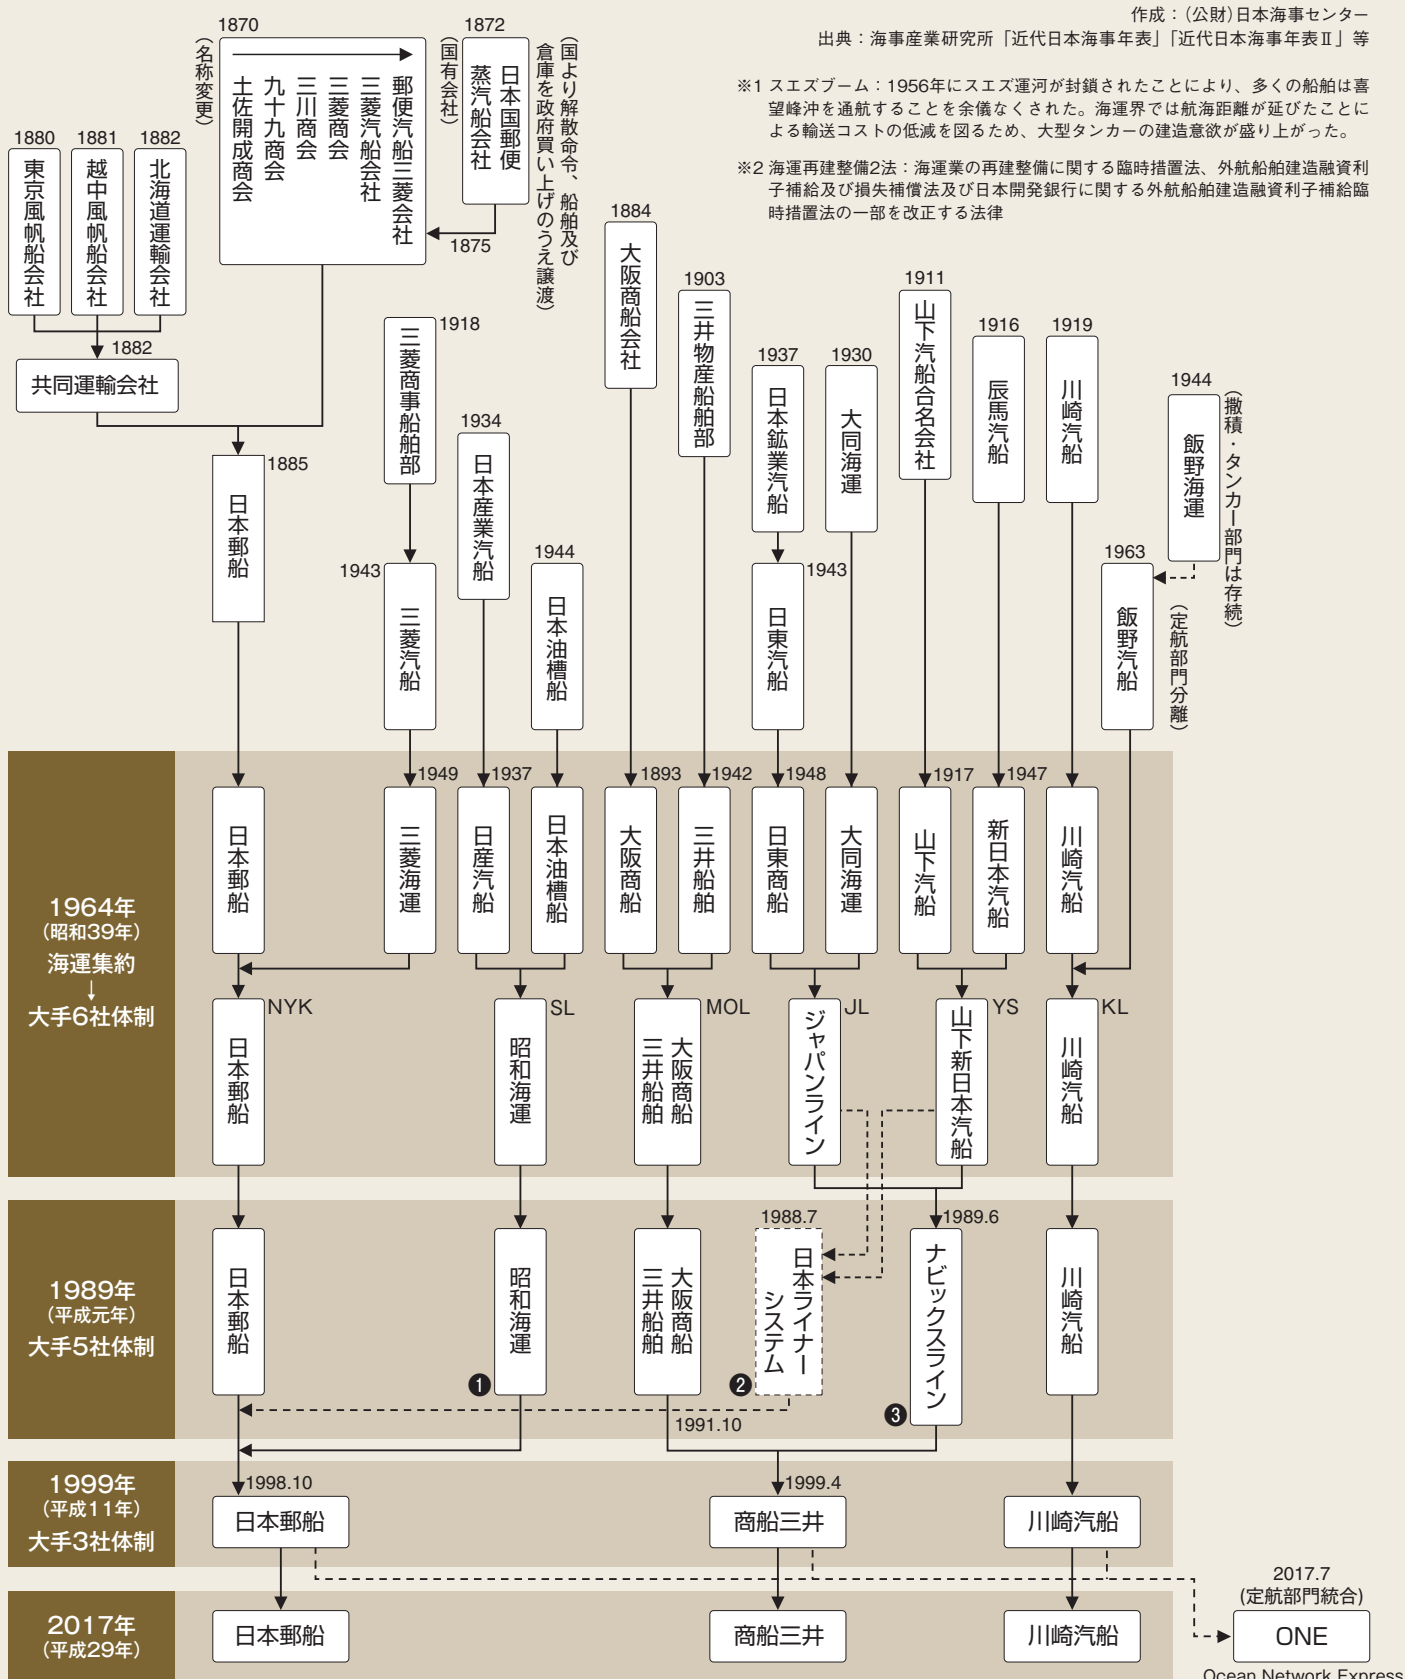 作成：(公財)日本海事センター
出典：海事産業研究所「近代日本海事年表」「近代日本海事年表Ⅱ」等
※1 スエズブーム：1956年にスエズ運河が封鎖されたことにより、多くの船舶は喜
望峰沖を通航することを余儀なくされた。海運界では航海距離が延びたことに
よる輸送コストの低減を図るため、大型タンカーの建造意欲が盛り上がった。
※2 海運再建整備2法：海運業の再建整備に関する臨時措置法、外航船舶建造融資利
子補給及び損失補償法及び日本開発銀行に関する外航船舶建造融資利子補給臨
時措置法の一部を改正する法律
1870
（名称変更）
土佐開成商会
九十九商会
三川商会
三菱商会
三菱汽船会社
郵便汽船三菱会社
1872
（国有会社）
日本国郵便
蒸汽船会社
（国より解散命令、船舶及び
倉庫を政府買い上げのうえ譲渡）
1875
1880
東京風帆船会社
1881
越中風帆船会社
1882
北海道運輸会社
1882
共同運輸会社
1885
日本郵船
1918
三菱商事船舶部
1943
三菱汽船
1934
日本産業汽船
1944
日本油槽船
1884
大阪商船会社
1903
三井物産船舶部
1937
日本鉱業汽船
1943
日東汽船
1930
大同海運
1911
山下汽船合名会社
1916
辰馬汽船
1919
川崎汽船
1944
飯野海運
（撒積・タンカー部門は存続）
1963
飯野汽船
（定航部門分離）
1964年
(昭和39年)
海運集約
↓
大手6社体制
日本郵船
1949
三菱海運
1937
日産汽船
日本油槽船
1893
大阪商船
1942
三井船舶
1948
日東商船
大同海運
1917
山下汽船
1947
新日本汽船
川崎汽船
NYK
日本郵船
SL
昭和海運
MOL
大阪商船
三井船舶
JL
ジャパンライン
YS
山下新日本汽船
KL
川崎汽船
1989年
(平成元年)
大手5社体制
日本郵船
昭和海運
❶
大阪商船
三井船舶
1988.7
日本ライナー
システム
❷
1989.6
ナビックスライン
❸
川崎汽船
1991.10
1999年
(平成11年)
大手3社体制
1998.10
日本郵船
1999.4
商船三井
川崎汽船
2017年
(平成29年)
日本郵船
商船三井
川崎汽船
2017.7
(定航部門統合)
ONE
Ocean Network Express